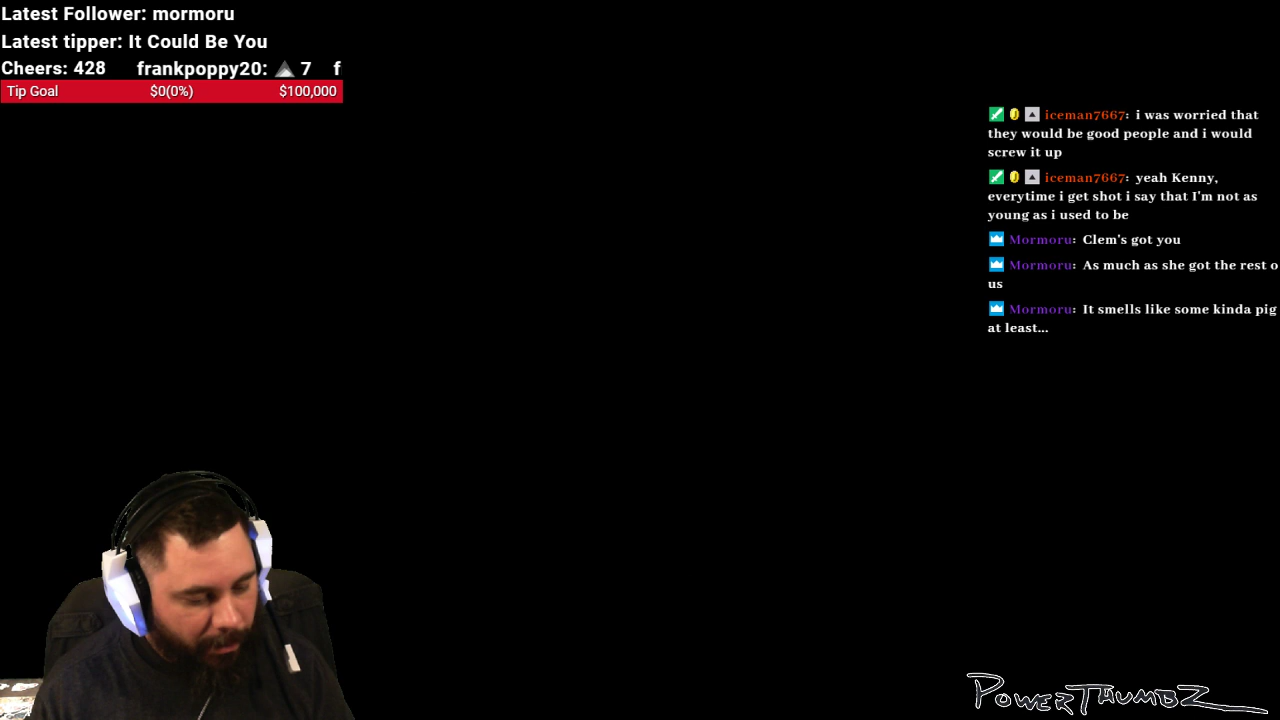 Latest Follower: mormoru
Latest tipper: It Could Be You
Cheers: 428 frankpoppy20: 7 f
Tip Goal $0(0%) $100,000
iceman7667: i was worried that
they would be good people and i would
screw it up
iceman7667: yeah Kenny,
everytime i get shot i say that I'm not as
young as i used to be
Mormoru: Clem's got you
Mormoru: As much as she got the rest o
us
Mormoru: It smells like some kinda pig
at least...
POWERTHUMBZ